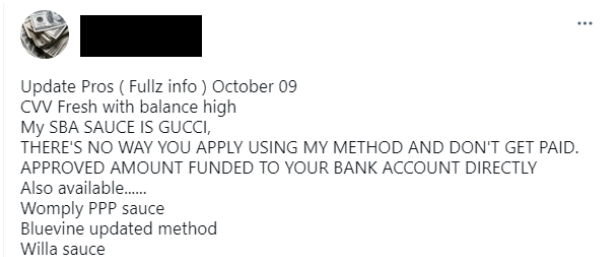 Update Pros ( Fullz info ) October 09
CVV Fresh with balance high
My SBA SAUCE IS GUCCI,
THERE'S NO WAY YOU APPLY USING MY METHOD AND DON'T GET PAID.
APPROVED AMOUNT FUNDED TO YOUR BANK ACCOUNT DIRECTLY
Also available......
Womply PPP sauce
Bluevine updated method
Willa sauce